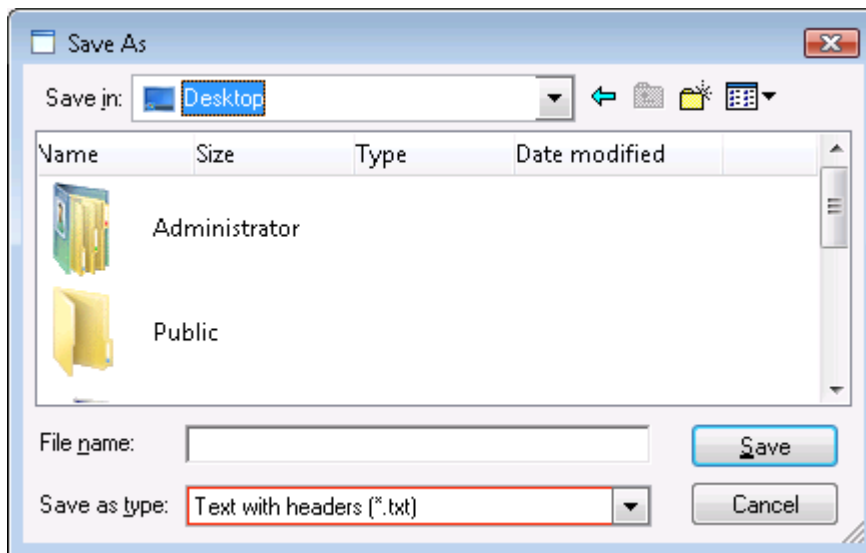 Save As
Save in: Desktop
Name Size Type Date modified
Administrator
Public
File name: Save
Save as type: Text with headers (*.txt) Cancel